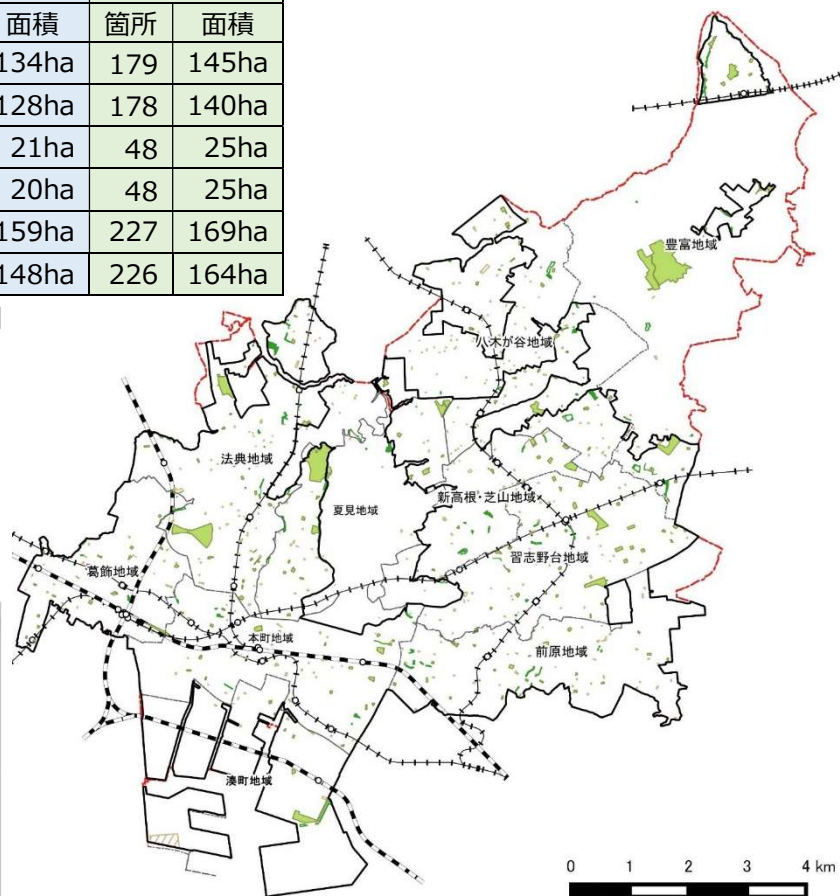 面積 箇所 面積
134ha 179 145ha
128ha 178 140ha
21ha 48 25ha
20ha 48 25ha
159ha 227 169ha
148ha 226 164ha
豊富地域
八木が谷地域
法典地域
新高根・芝山地域
夏見地域
習志野台地域
葛飾地域
本町地域
前原地域
湊町地域
0 1 2 3 4 km